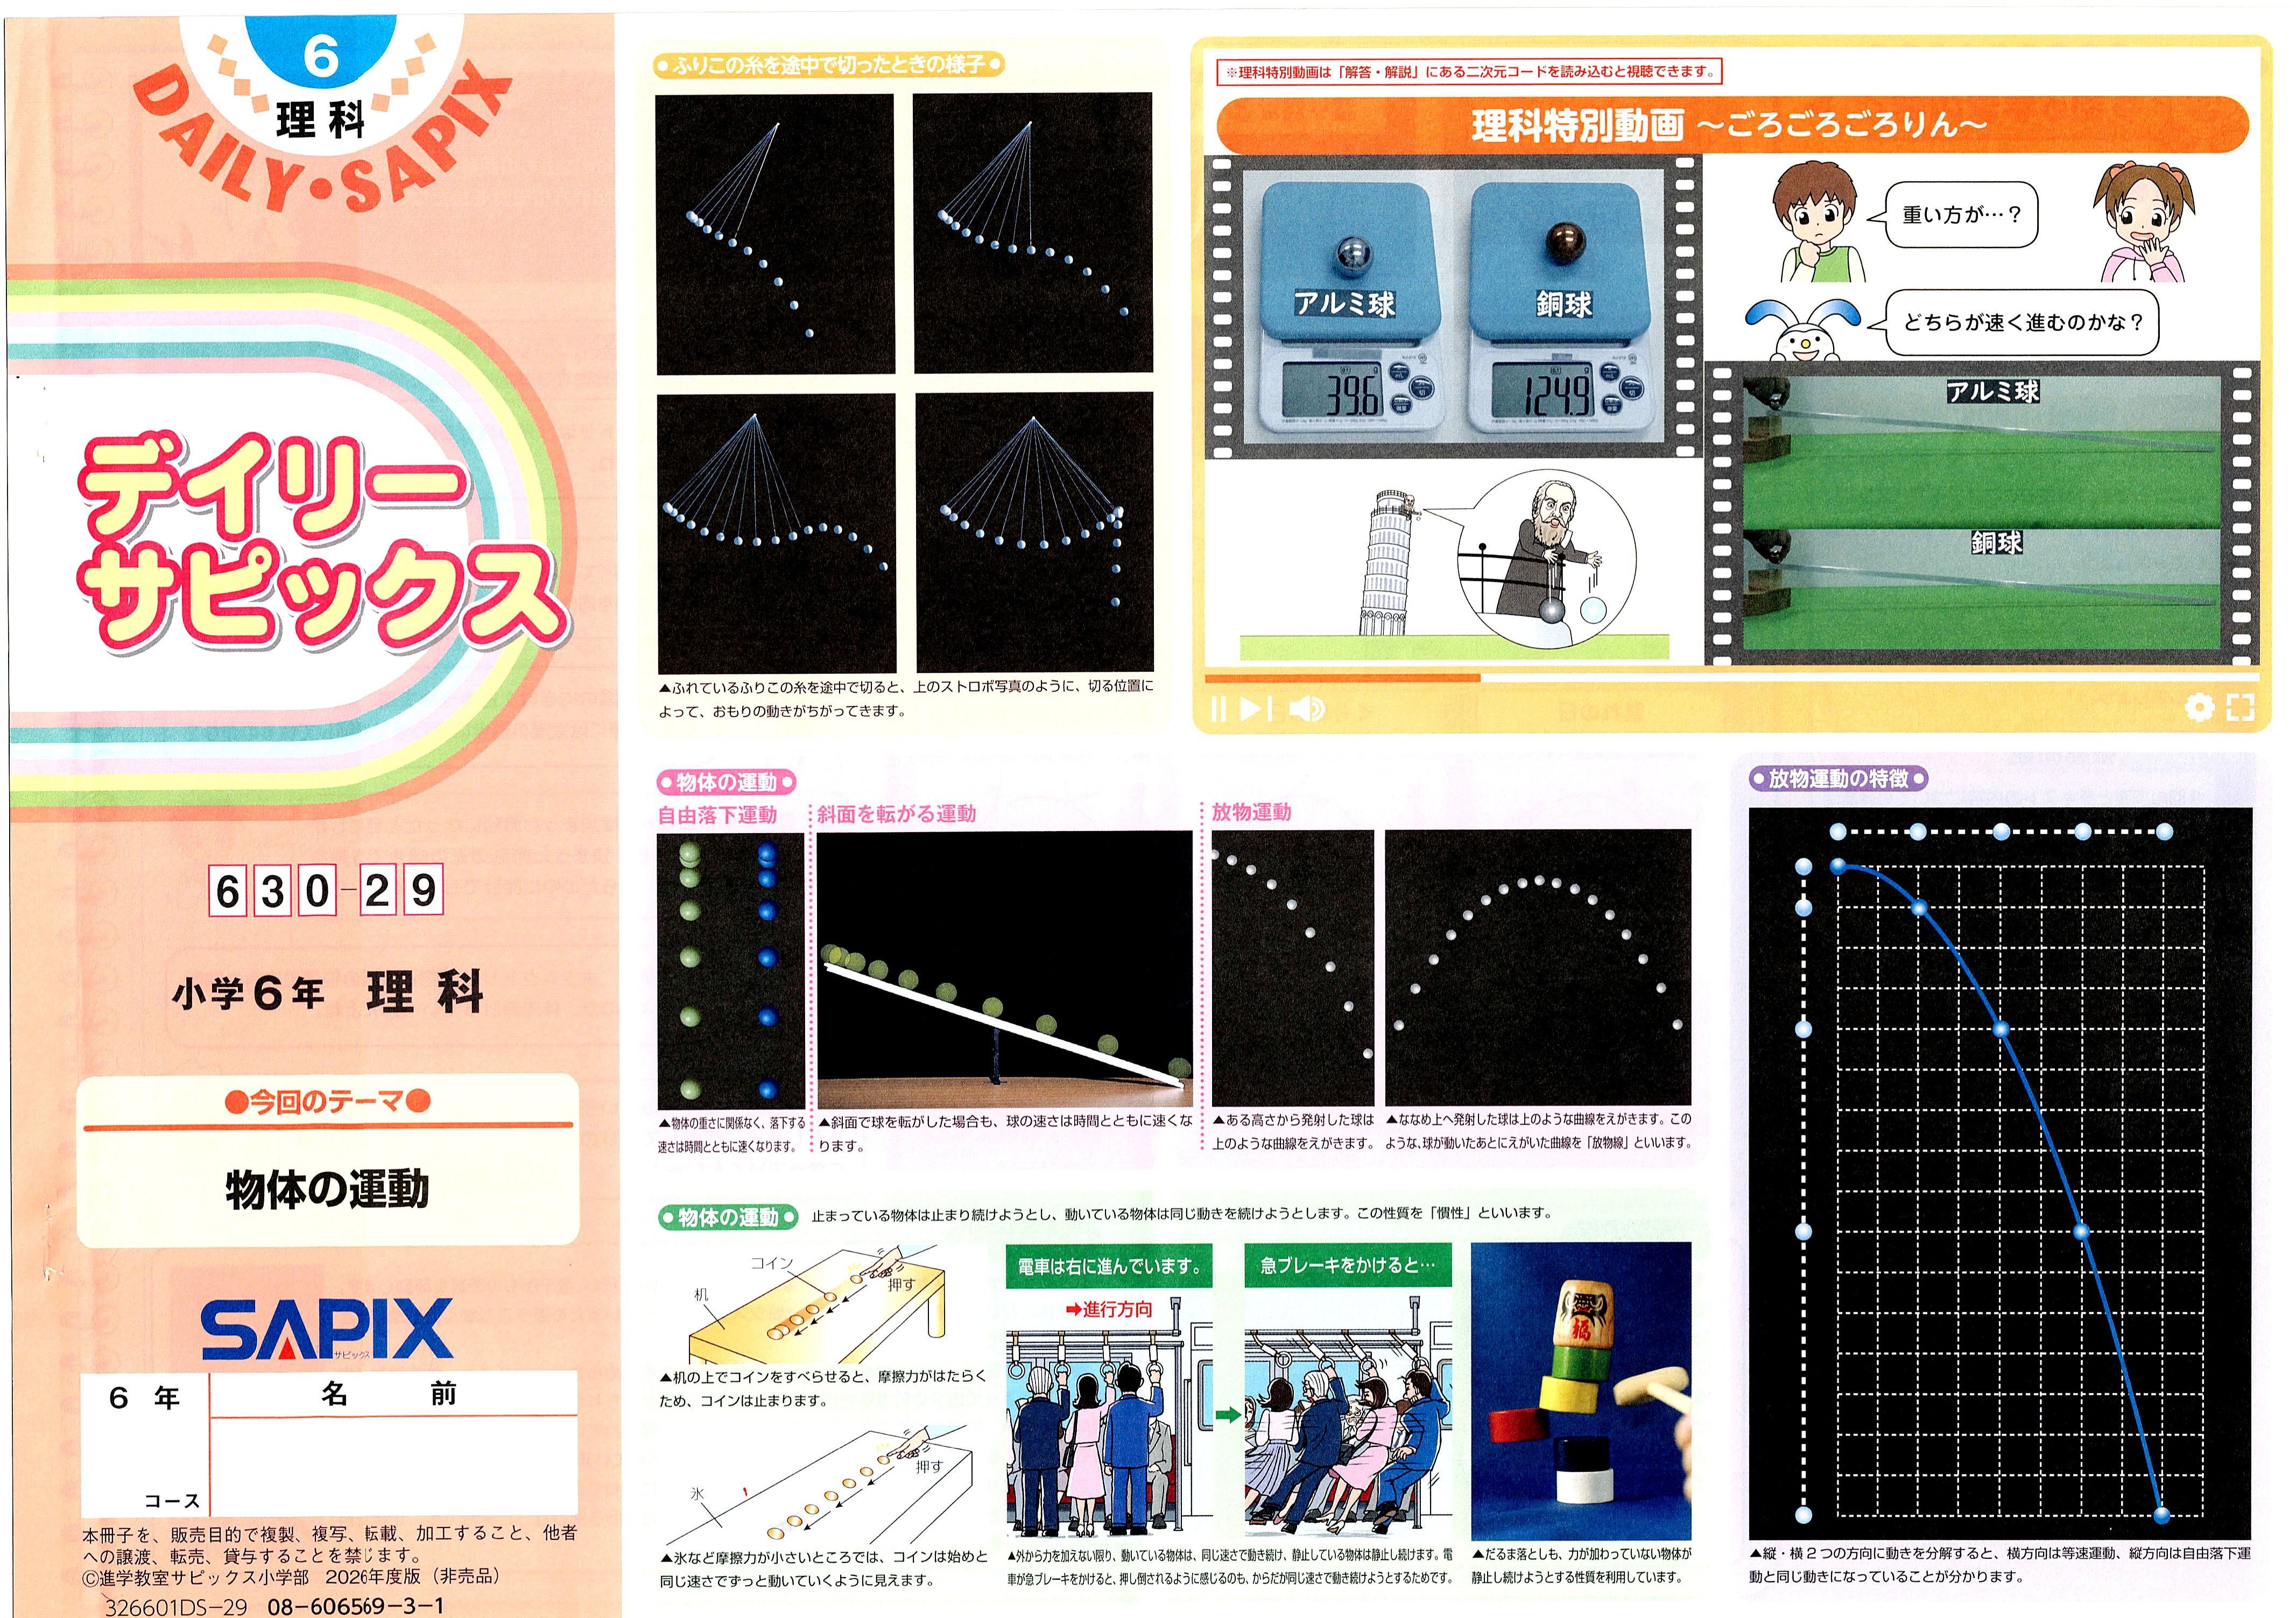 6
理科
DAILY・SAPIX
デイリー
サピックス
630-29
小学6年 理科
●今回のテーマ●
物体の運動
SAPIX
サピックス
6年
名前
コース
本冊子を、販売目的で複製、複写、転載、加工すること、他者
への譲渡、転売、貸与することを禁じます。
©進学教室サピックス小学部 2026年度版（非売品）
326601DS-29 08-606569-3-1
●ふりこの糸を途中で切ったときの様子●
▲ふれているふりこの糸を途中で切ると、上のストロボ写真のように、切る位置に
よって、おもりの動きがちがってきます。
※理科特別動画は「解答・解説」にある二次元コードを読み込むと視聴できます。
理科特別動画 ～ごろごろごろりん～
アルミ球
銅球
39.6
124.9
重い方が…？
どちらが速く進むのかな？
アルミ球
銅球
●物体の運動●
自由落下運動
▲物体の重さに関係なく、落下する
速さは時間とともに速くなります。
斜面を転がる運動
▲斜面で球を転がした場合も、球の速さは時間とともに速くな
ります。
放物運動
▲ある高さから発射した球は
上のような曲線をえがきます。
▲ななめ上へ発射した球は上のような曲線をえがきます。この
ような、球が動いたあとにえがいた曲線を「放物線」といいます。
●放物運動の特徴●
▲縦・横2つの方向に動きを分解すると、横方向は等速運動、縦方向は自由落下運
動と同じ動きになっていることが分かります。
●物体の運動●
止まっている物体は止まり続けようとし、動いている物体は同じ動きを続けようとします。この性質を「慣性」といいます。
コイン
机
押す
▲机の上でコインをすべらせると、摩擦力がはたらく
ため、コインは止まります。
氷
押す
▲氷など摩擦力が小さいところでは、コインは始めと
同じ速さでずっと動いていくように見えます。
電車は右に進んでいます。
➡進行方向
急ブレーキをかけると…
▲外から力を加えない限り、動いている物体は、同じ速さで動き続け、静止している物体は静止し続けます。電
車が急ブレーキをかけると、押し倒されるように感じるのも、からだが同じ速さで動き続けようとするためです。
福
▲だるま落としも、力が加わっていない物体が
静止し続けようとする性質を利用しています。